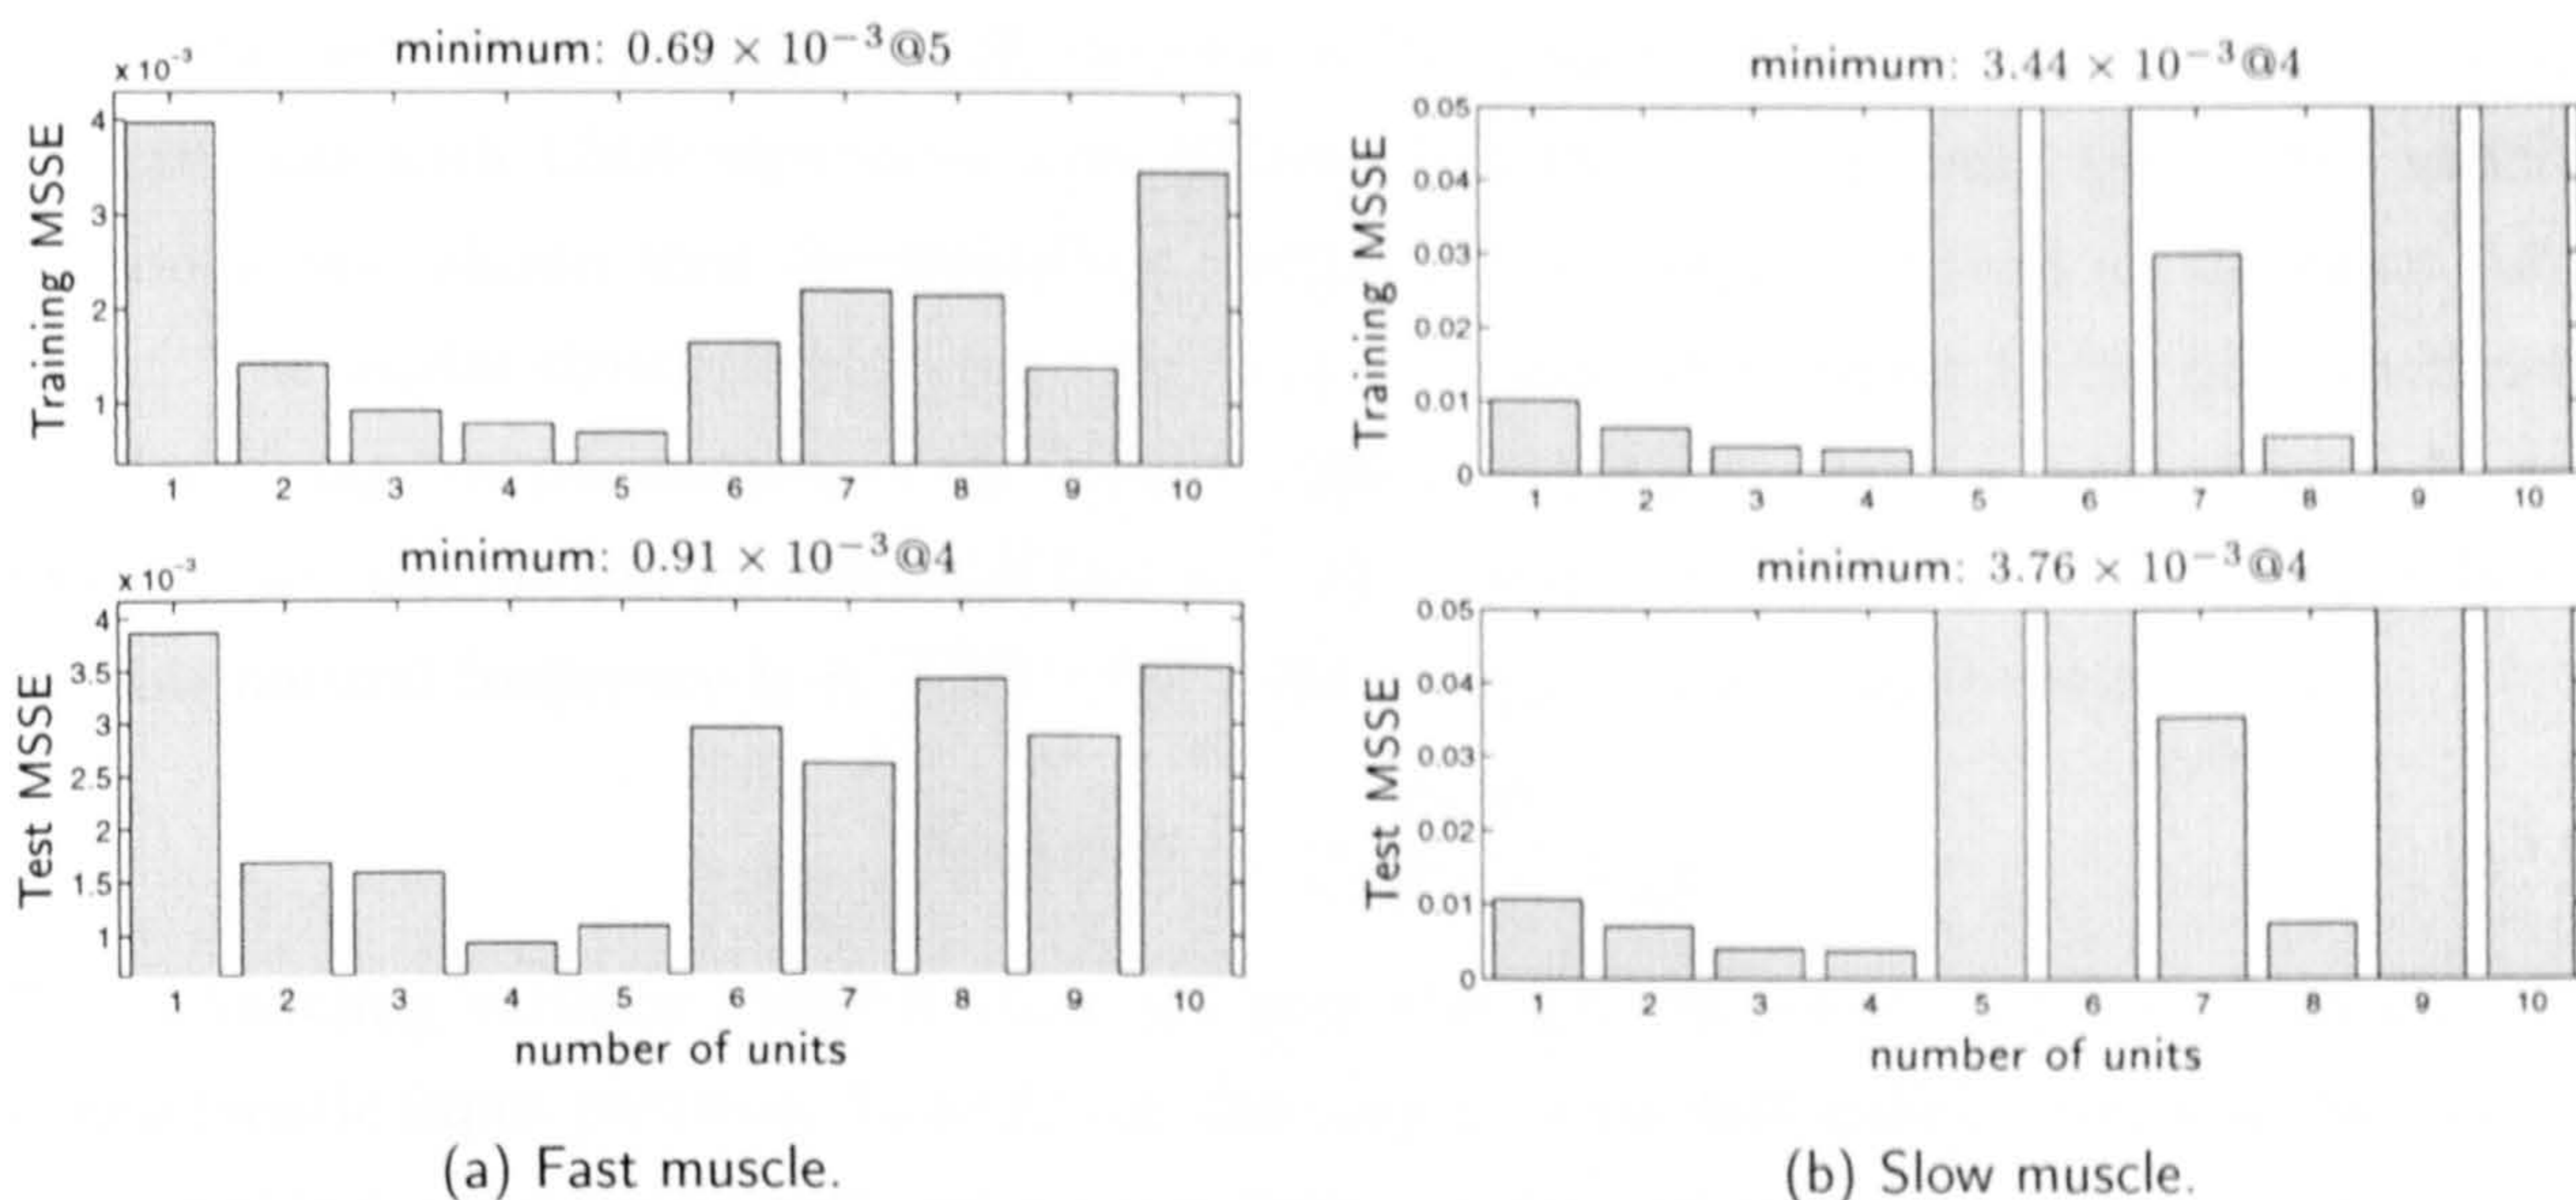 minimum: 0.69 × 10⁻³@5
x 10⁻³
Training MSSE
4
3
2
1
1 2 3 4 5 6 7 8 9 10
minimum: 0.91 × 10⁻³@4
x 10⁻³
Test MSSE
4
3.5
3
2.5
2
1.5
1
1 2 3 4 5 6 7 8 9 10
number of units
(a) Fast muscle.
minimum: 3.44 × 10⁻³@4
Training MSSE
0.05
0.04
0.03
0.02
0.01
0
1 2 3 4 5 6 7 8 9 10
minimum: 3.76 × 10⁻³@4
Test MSSE
0.05
0.04
0.03
0.02
0.01
0
1 2 3 4 5 6 7 8 9 10
number of units
(b) Slow muscle.